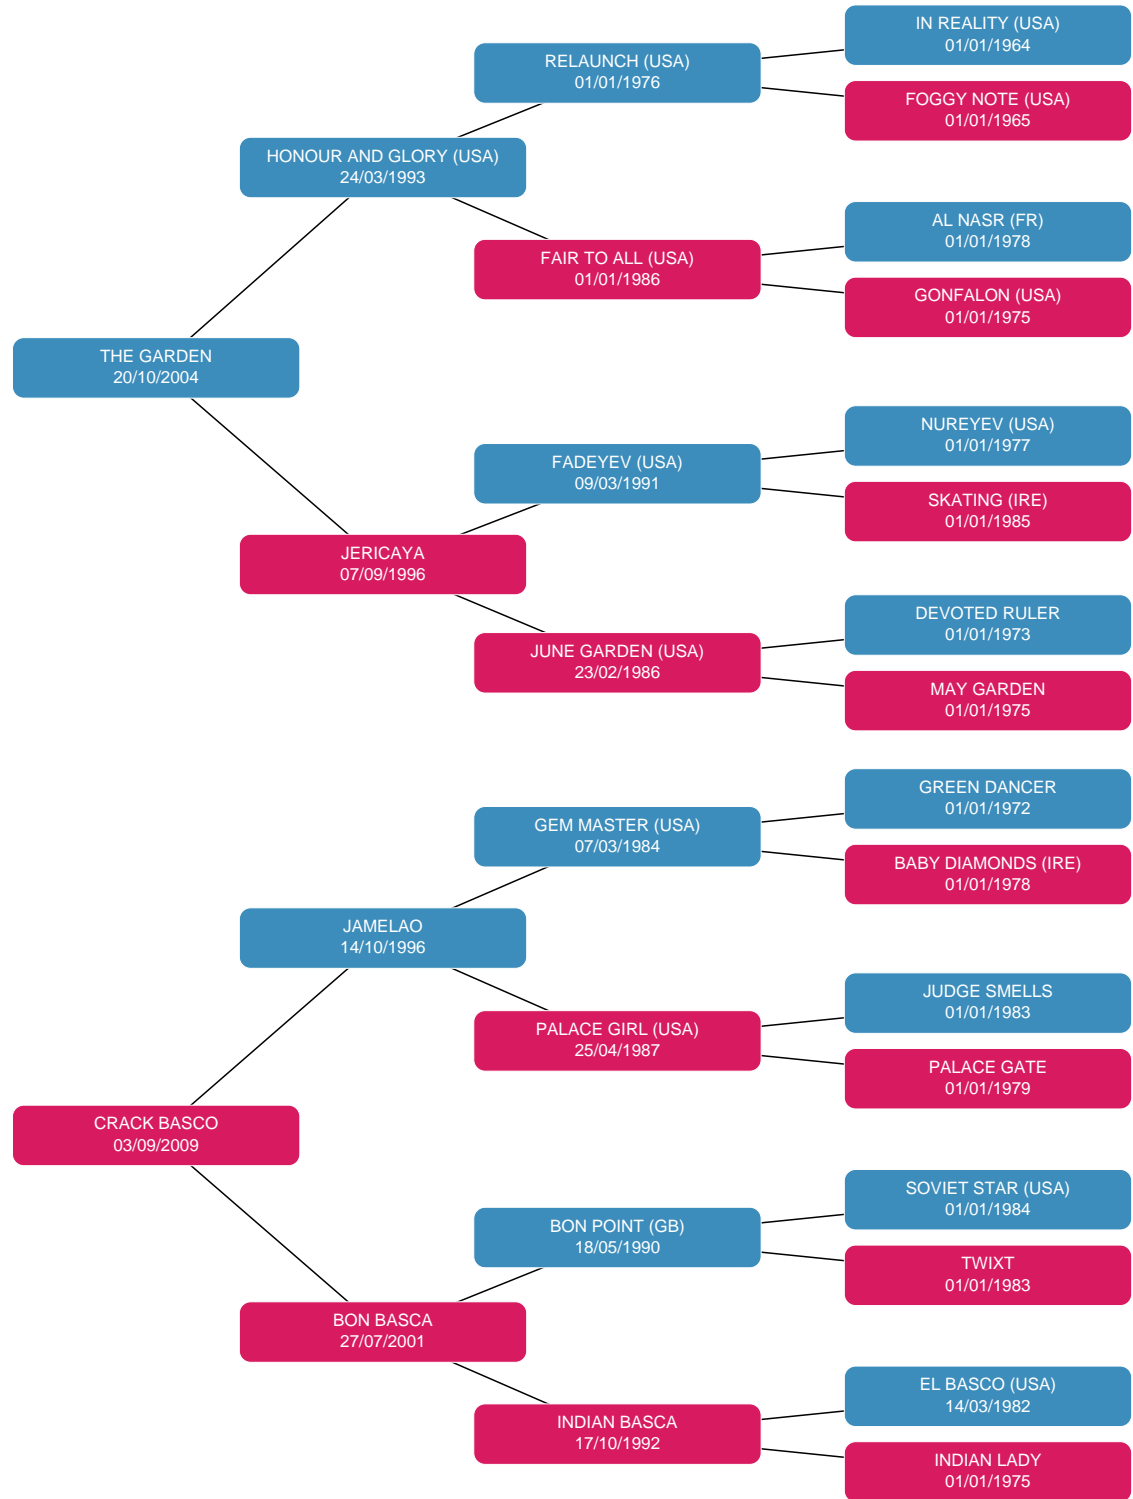 IN REALITY (USA)
01/01/1964
RELAUNCH (USA)
01/01/1976
FOGGY NOTE (USA)
01/01/1965
HONOUR AND GLORY (USA)
24/03/1993
AL NASR (FR)
01/01/1978
FAIR TO ALL (USA)
01/01/1986
GONFALON (USA)
01/01/1975
THE GARDEN
20/10/2004
NUREYEV (USA)
01/01/1977
FADEYEV (USA)
09/03/1991
SKATING (IRE)
01/01/1985
JERICAYA
07/09/1996
DEVOTED RULER
01/01/1973
JUNE GARDEN (USA)
23/02/1986
MAY GARDEN
01/01/1975
GREEN DANCER
01/01/1972
GEM MASTER (USA)
07/03/1984
BABY DIAMONDS (IRE)
01/01/1978
JAMELAO
14/10/1996
JUDGE SMELLS
01/01/1983
PALACE GIRL (USA)
25/04/1987
PALACE GATE
01/01/1979
CRACK BASCO
03/09/2009
SOVIET STAR (USA)
01/01/1984
BON POINT (GB)
18/05/1990
TWIXT
01/01/1983
BON BASCA
27/07/2001
EL BASCO (USA)
14/03/1982
INDIAN BASCA
17/10/1992
INDIAN LADY
01/01/1975